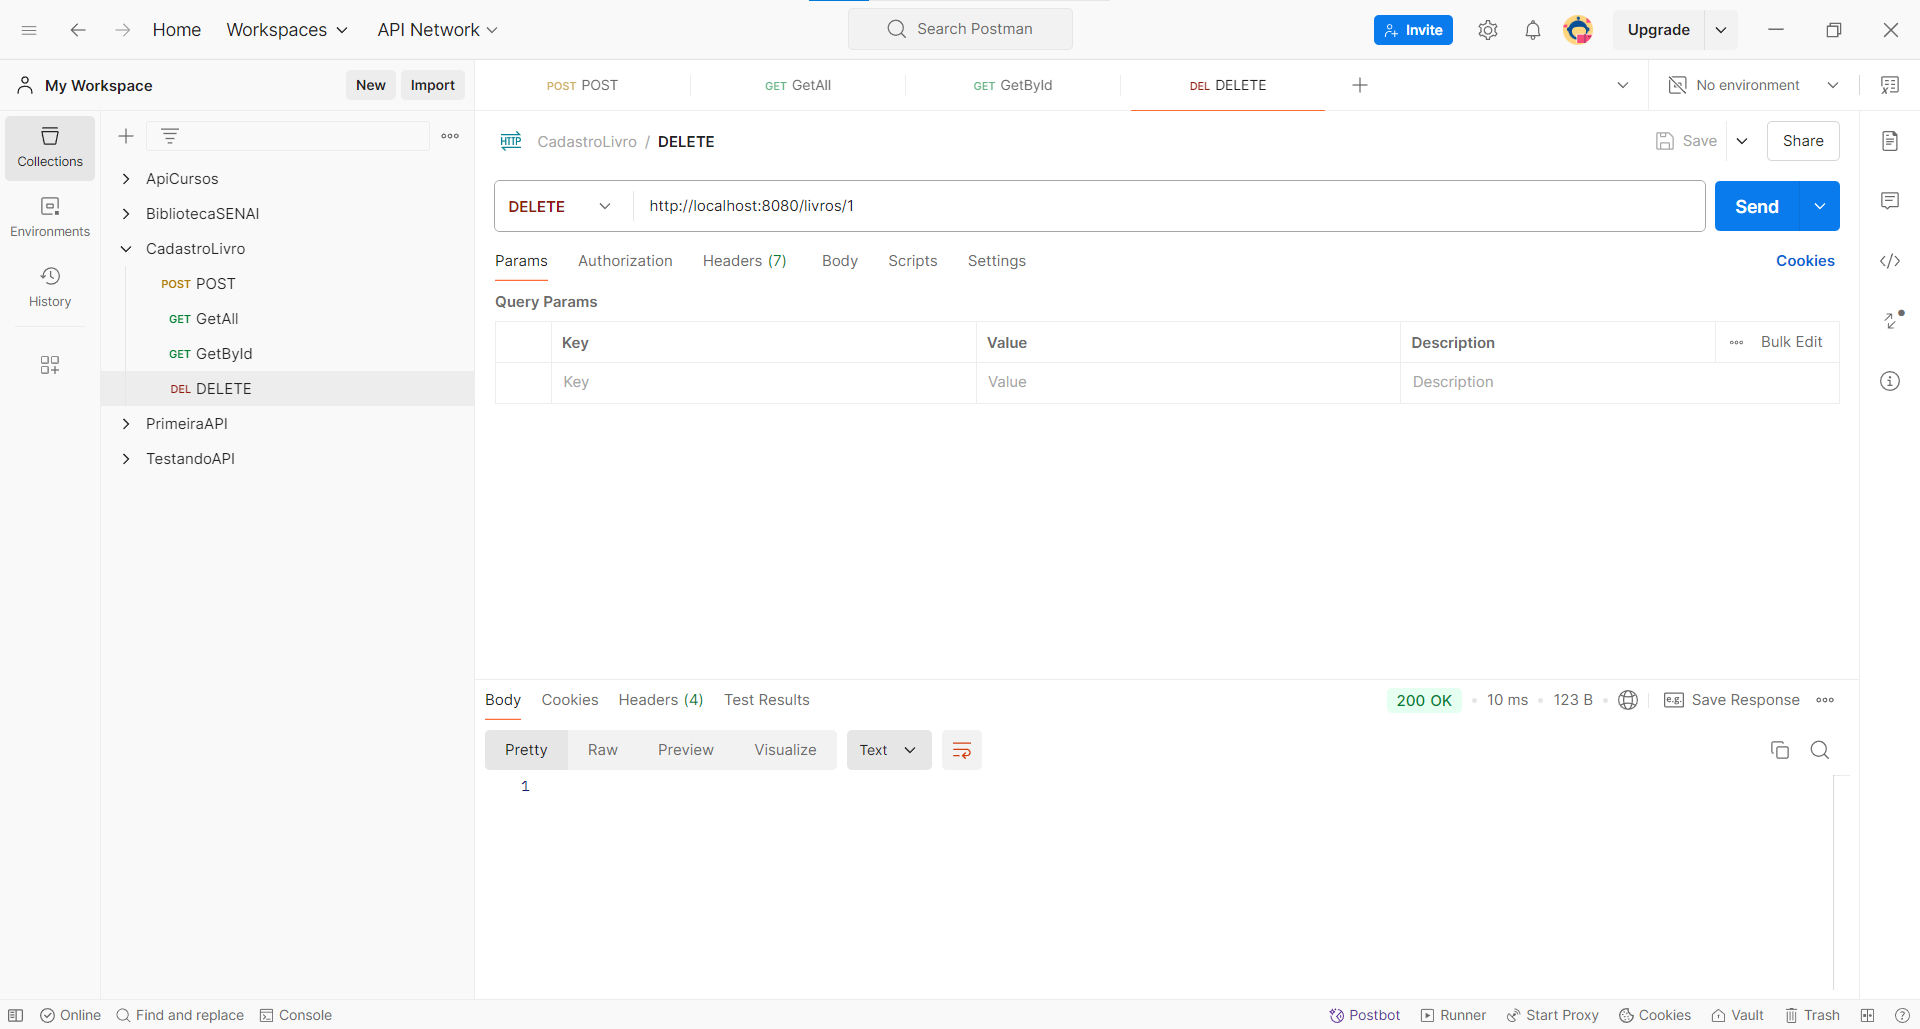 Home Workspaces API Network Search Postman Invite Upgrade
My Workspace New Import POST POST GET GetAll GET GetById DEL DELETE No environment
Collections
Environments
History
ApiCursos
BibliotecaSENAI
CadastroLivro
POST POST
GET GetAll
GET GetById
DEL DELETE
PrimeiraAPI
TestandoAPI
HTTP CadastroLivro / DELETE Save Share
DELETE http://localhost:8080/livros/1 Send
Params Authorization Headers (7) Body Scripts Settings Cookies
Query Params
Key Value Description Bulk Edit
Key Value Description
Body Cookies Headers (4) Test Results 200 OK 10 ms 123 B e.g. Save Response
Pretty Raw Preview Visualize Text
1
Online Find and replace Console Postbot Runner Start Proxy Cookies Vault Trash